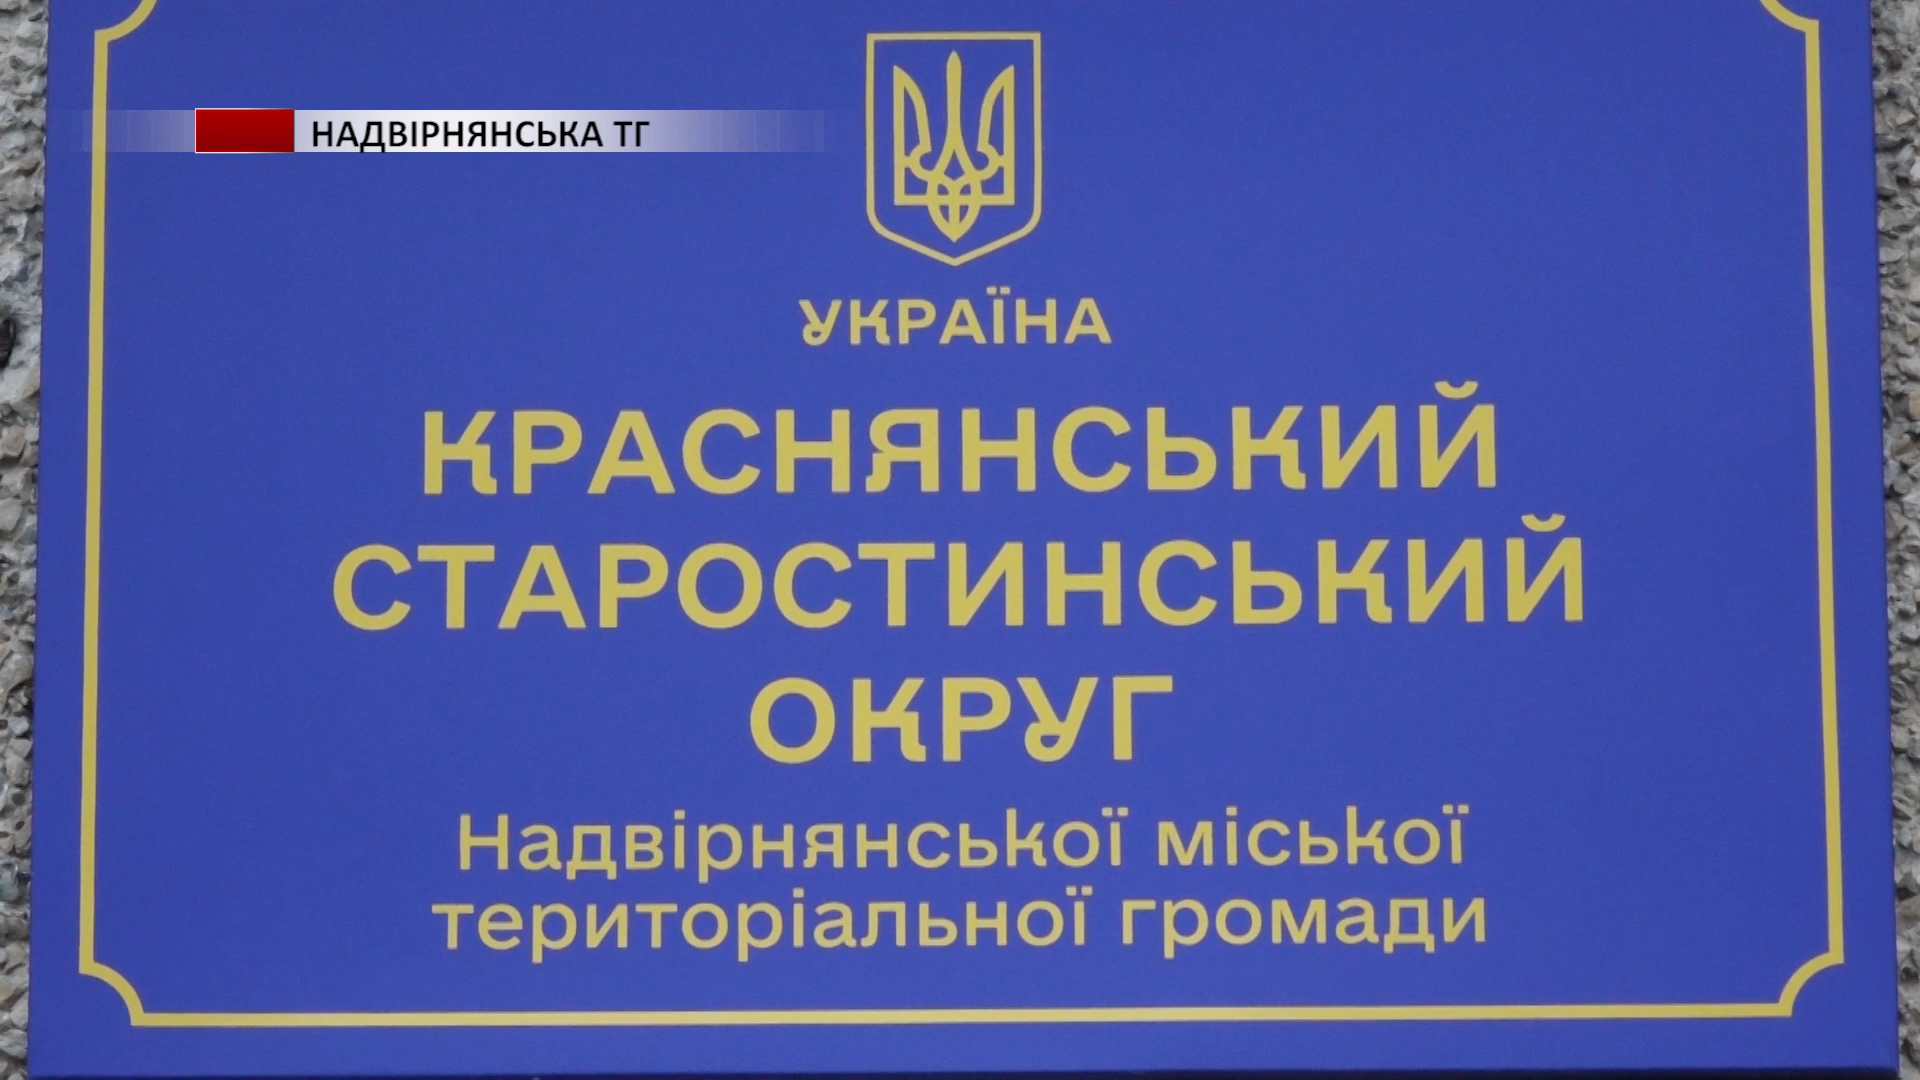 НАДВІРНЯНСЬКА ТГ
УКРАЇНА
КРАСНЯНСЬКИЙ
СТАРОСТИНСЬКИЙ
ОКРУГ
Надвірнянської міської
територіальної громади